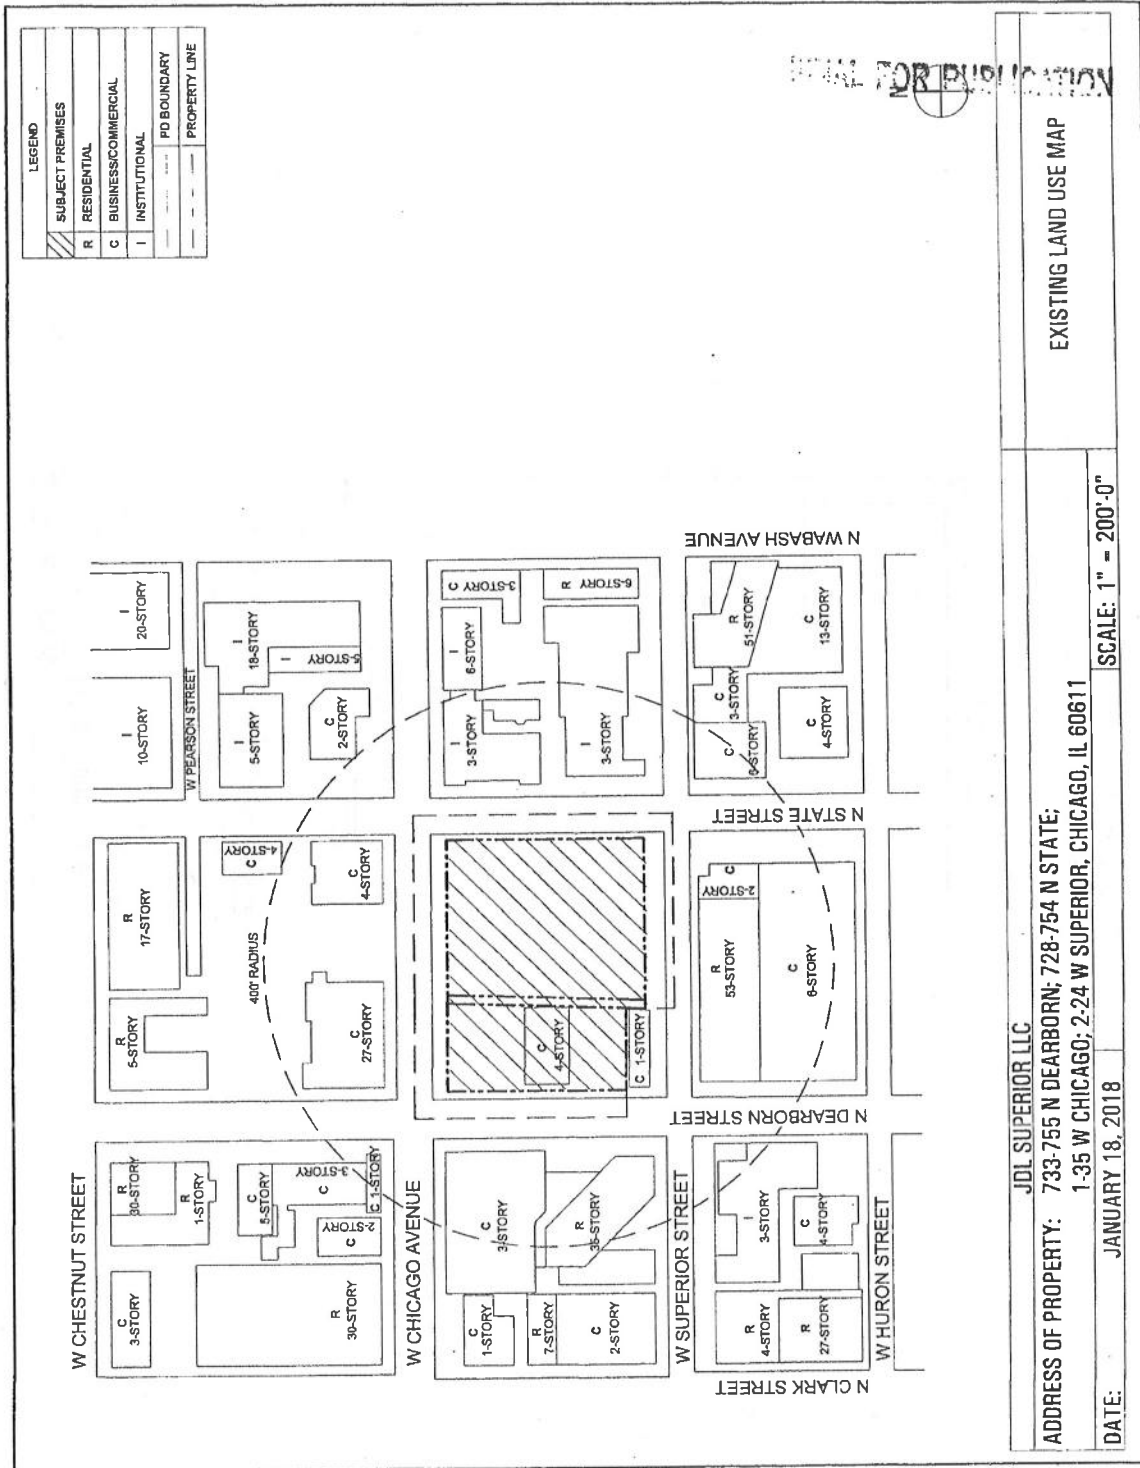 LEGEND
SUBJECT PREMISES
R RESIDENTIAL
C BUSINESS/COMMERCIAL
I INSTITUTIONAL
PD BOUNDARY
PROPERTY LINE
FOR PUBLICATION
W CHESTNUT STREET
C
3-STORY
R
30-STORY
R
1-STORY
R
5-STORY
R
17-STORY
I
10-STORY
I
20-STORY
W PEARSON STREET
R
30-STORY
C
5-STORY
C
3-STORY
C
2-STORY
C 1-STORY
400' RADIUS
C
27-STORY
C
4-STORY
C
4-STORY
I
5-STORY
I
18-STORY
I
5-STORY
C
2-STORY
W CHICAGO AVENUE
C
1-STORY
R
7-STORY
C
2-STORY
C
3-STORY
R
35-STORY
C
4-STORY
C 1-STORY
I
3-STORY
I
6-STORY
C 3-STORY
I
3-STORY
R 6-STORY
W SUPERIOR STREET
N DEARBORN STREET
N STATE STREET
N WABASH AVENUE
R
4-STORY
R
27-STORY
I
3-STORY
C
4-STORY
R
53-STORY
C
2-STORY
C
6-STORY
C
C
3-STORY
R
51-STORY
C
4-STORY
C
13-STORY
N CLARK STREET
W HURON STREET
JDL SUPERIOR LLC
ADDRESS OF PROPERTY: 733-755 N DEARBORN; 728-754 N STATE;
1-35 W CHICAGO; 2-24 W SUPERIOR, CHICAGO, IL 60611
DATE: JANUARY 18, 2018
SCALE: 1" = 200'-0"
EXISTING LAND USE MAP